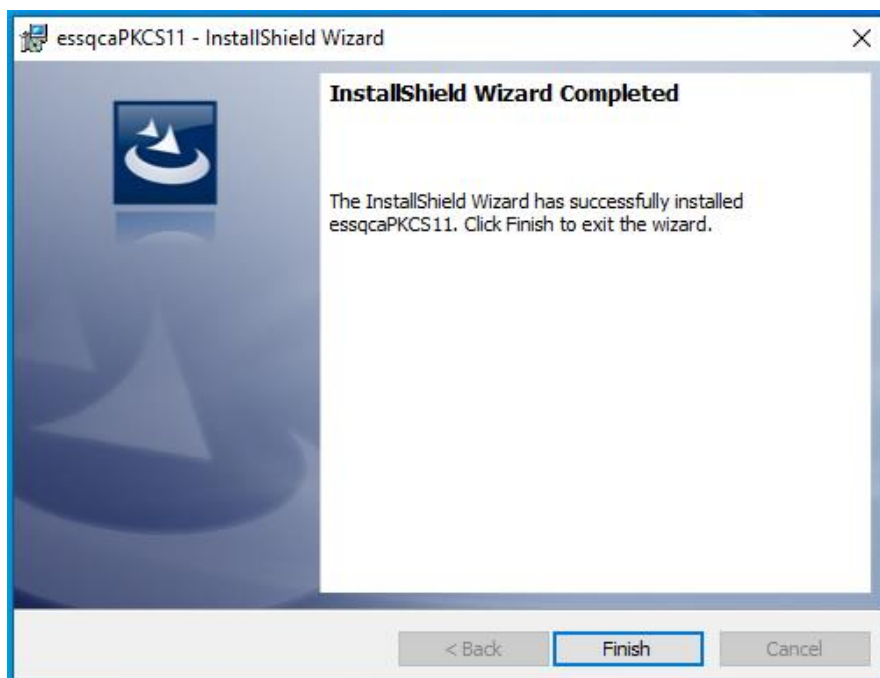 essqcaPKCS11 - InstallShield Wizard
InstallShield Wizard Completed
The InstallShield Wizard has successfully installed
essqcaPKCS11. Click Finish to exit the wizard.
< Back
Finish
Cancel